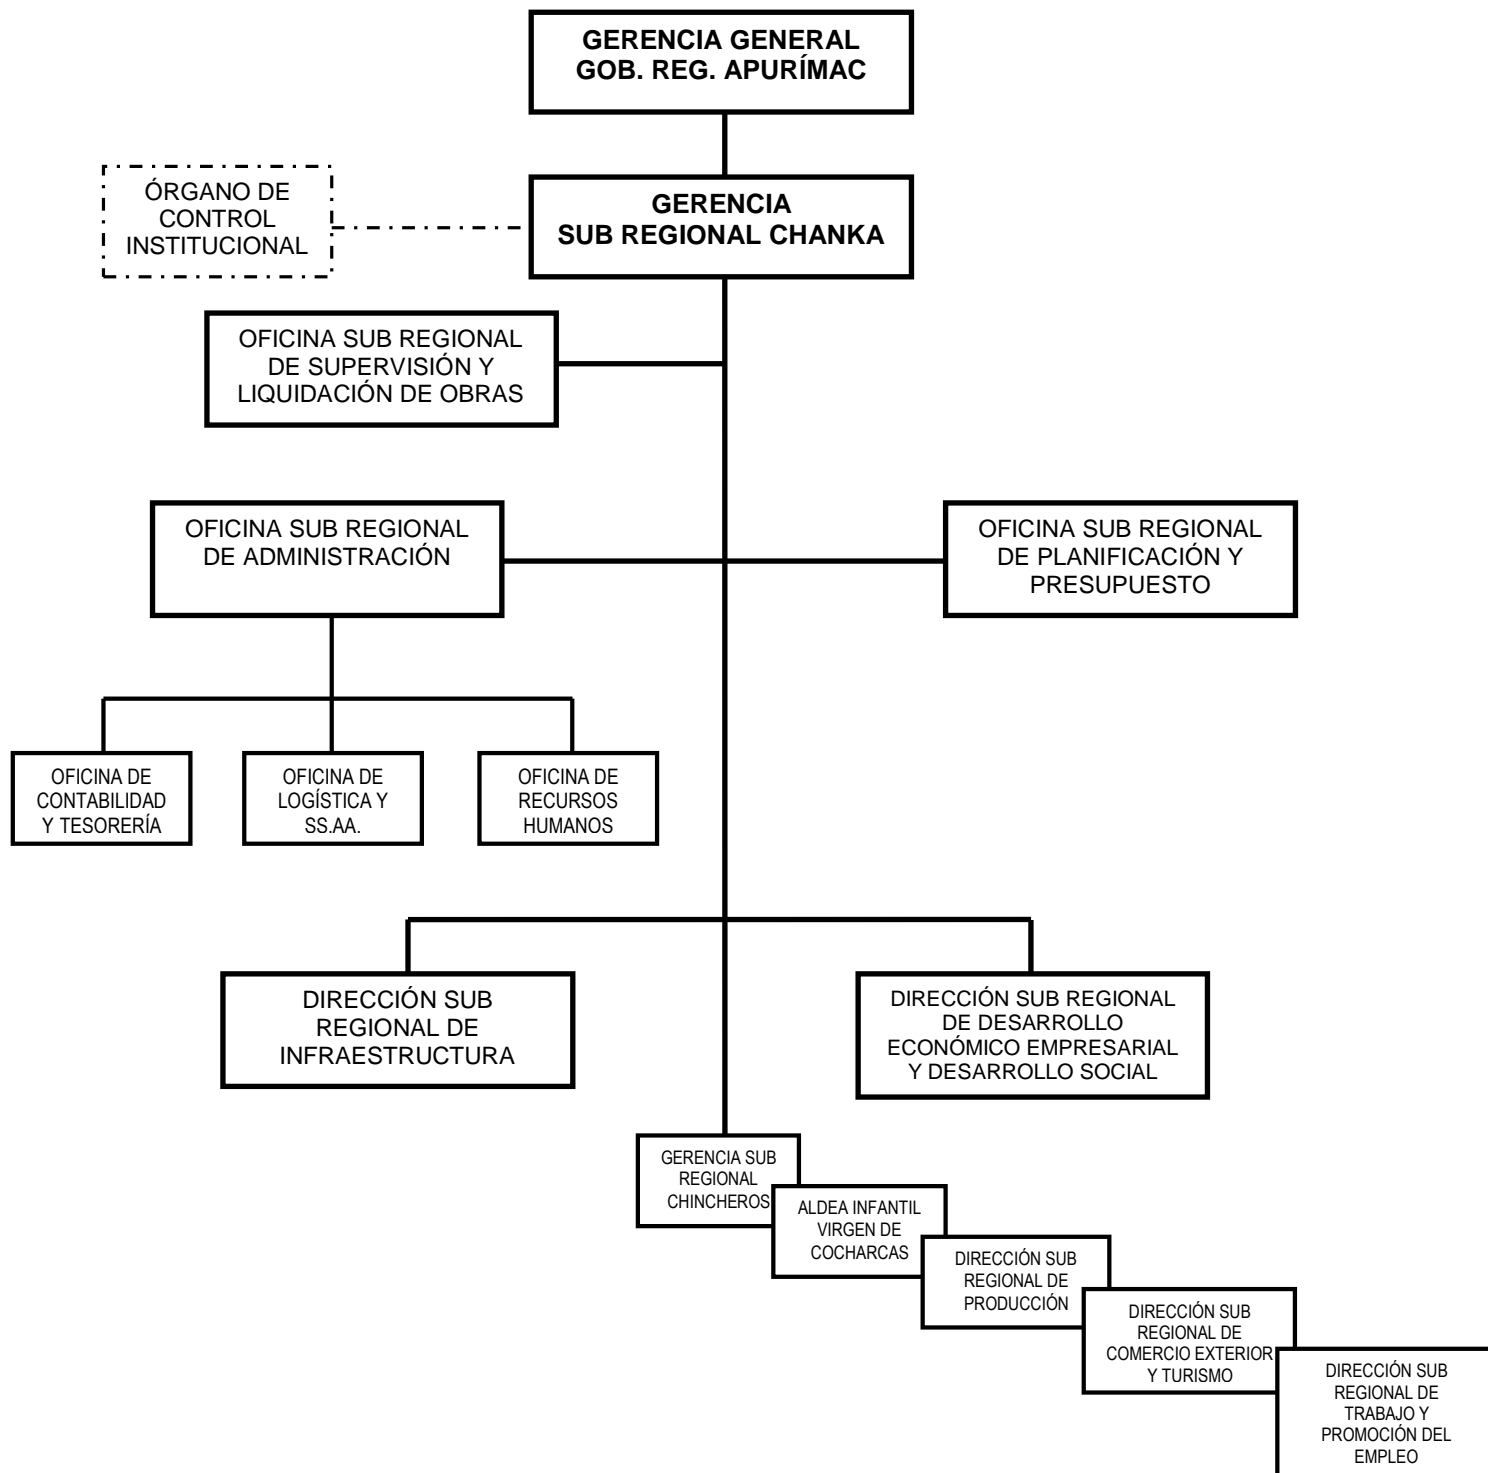 GERENCIA GENERAL
GOB. REG. APURÍMAC
ÓRGANO DE
CONTROL
INSTITUCIONAL
GERENCIA
SUB REGIONAL CHANKA
OFICINA SUB REGIONAL
DE SUPERVISIÓN Y
LIQUIDACIÓN DE OBRAS
OFICINA SUB REGIONAL
DE ADMINISTRACIÓN
OFICINA SUB REGIONAL
DE PLANIFICACIÓN Y
PRESUPUESTO
OFICINA DE
CONTABILIDAD
Y TESORERÍA
OFICINA DE
LOGÍSTICA Y
SS.AA.
OFICINA DE
RECURSOS
HUMANOS
DIRECCIÓN SUB
REGIONAL DE
INFRAESTRUCTURA
DIRECCIÓN SUB REGIONAL
DE DESARROLLO
ECONÓMICO EMPRESARIAL
Y DESARROLLO SOCIAL
GERENCIA SUB
REGIONAL
CHINCHEROS
ALDEA INFANTIL
VIRGEN DE
COCHARCAS
DIRECCIÓN SUB
REGIONAL DE
PRODUCCIÓN
DIRECCIÓN SUB
REGIONAL DE
COMERCIO EXTERIOR
Y TURISMO
DIRECCIÓN SUB
REGIONAL DE
TRABAJO Y
PROMOCIÓN DEL
EMPLEO